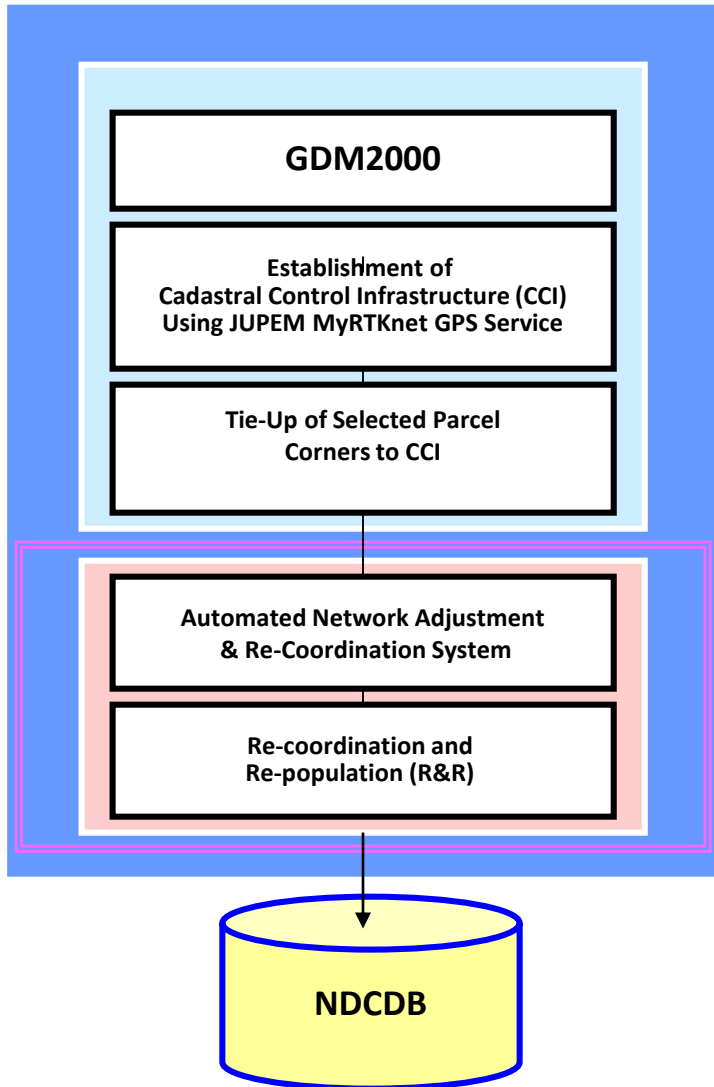 GDM2000
Establishment of
Cadastral Control Infrastructure (CCI)
Using JUPEM MyRTKnet GPS Service
Tie-Up of Selected Parcel
Corners to CCI
Automated Network Adjustment
& Re-Coordination System
Re-coordination and
Re-population (R&R)
NDCDB